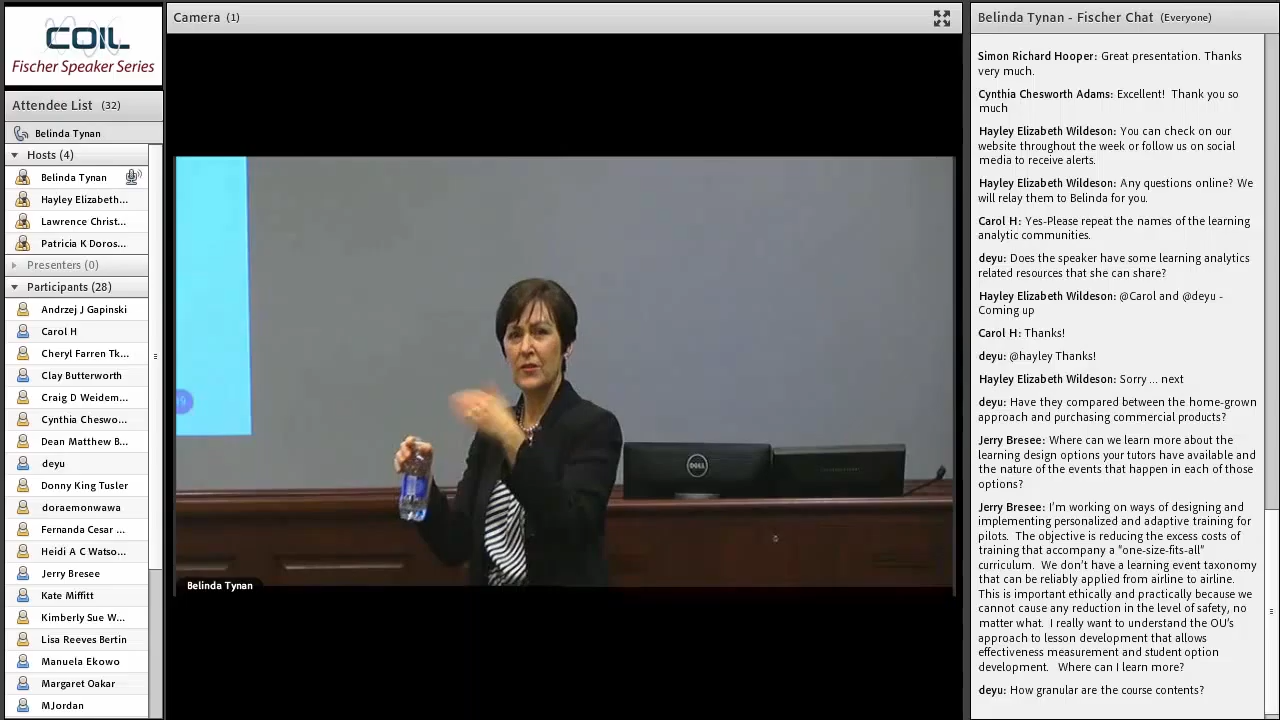 COIL
Fischer Speaker Series
Attendee List (32)
Belinda Tynan
Hosts (4)
Belinda Tynan
Hayley Elizabeth...
Lawrence Christ...
Patricia K Doros...
Presenters (0)
Participants (28)
Andrzej J Gapinski
Carol H
Cheryl Farren Tk...
Clay Butterworth
Craig D Weidem...
Cynthia Cheswo...
Dean Matthew B...
deyu
Donny King Tusler
doraemonwawa
Fernanda Cesar ...
Heidi A C Watso...
Jerry Bresee
Kate Miffitt
Kimberly Sue W...
Lisa Reeves Bertin
Manuela Ekowo
Margaret Oakar
MJordan
Camera (1)
DELL
Belinda Tynan
Belinda Tynan - Fischer Chat (Everyone)
Simon Richard Hooper: Great presentation. Thanks
very much.
Cynthia Chesworth Adams: Excellent! Thank you so
much
Hayley Elizabeth Wildeson: You can check on our
website throughout the week or follow us on social
media to receive alerts.
Hayley Elizabeth Wildeson: Any questions online? We
will relay them to Belinda for you.
Carol H: Yes-Please repeat the names of the learning
analytic communities.
deyu: Does the speaker have some learning analytics
related resources that she can share?
Hayley Elizabeth Wildeson: @Carol and @deyu -
Coming up
Carol H: Thanks!
deyu: @hayley Thanks!
Hayley Elizabeth Wildeson: Sorry ... next
deyu: Have they compared between the home-grown
approach and purchasing commercial products?
Jerry Bresee: Where can we learn more about the
learning design options your tutors have available and
the nature of the events that happen in each of those
options?
Jerry Bresee: I'm working on ways of designing and
implementing personalized and adaptive training for
pilots. The objective is reducing the excess costs of
training that accompany a "one-size-fits-all"
curriculum. We don't have a learning event taxonomy
that can be reliably applied from airline to airline.
This is important ethically and practically because we
cannot cause any reduction in the level of safety, no
matter what. I really want to understand the OU's
approach to lesson development that allows
effectiveness measurement and student option
development. Where can I learn more?
deyu: How granular are the course contents?